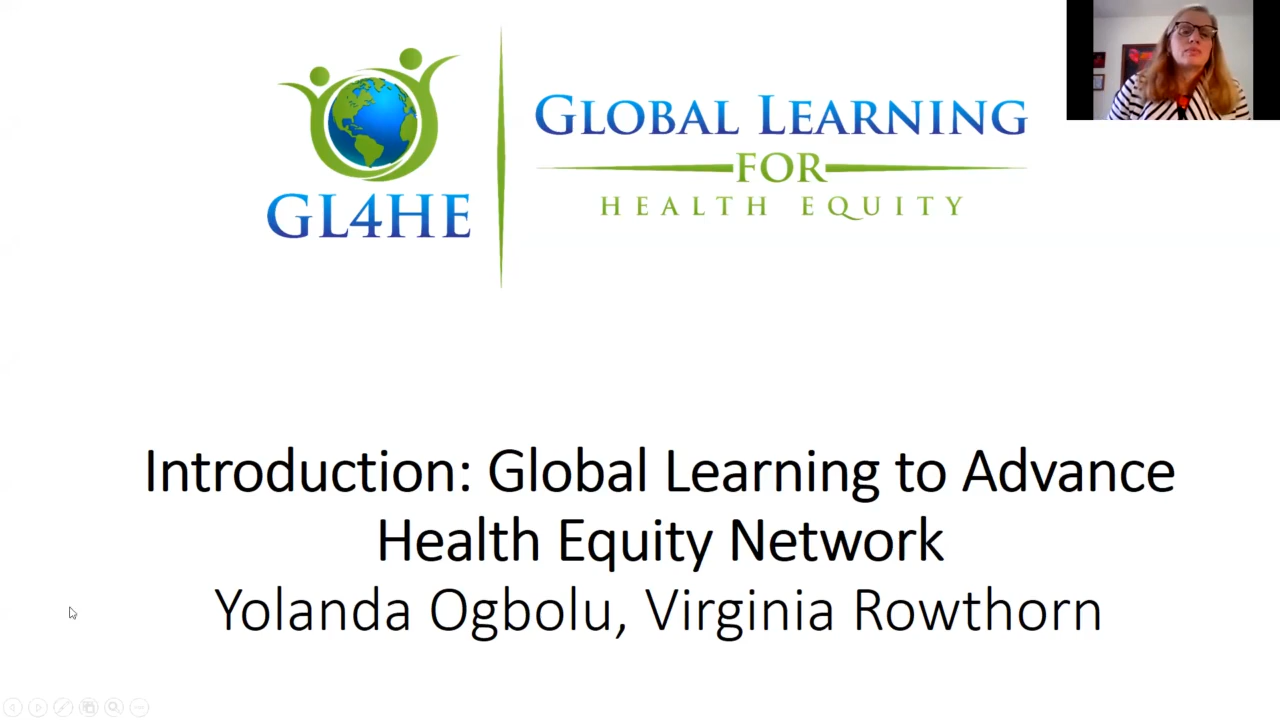 GL4HE
GLOBAL LEARNING
FOR
HEALTH EQUITY
Introduction: Global Learning to Advance
Health Equity Network
Yolanda Ogbolu, Virginia Rowthorn